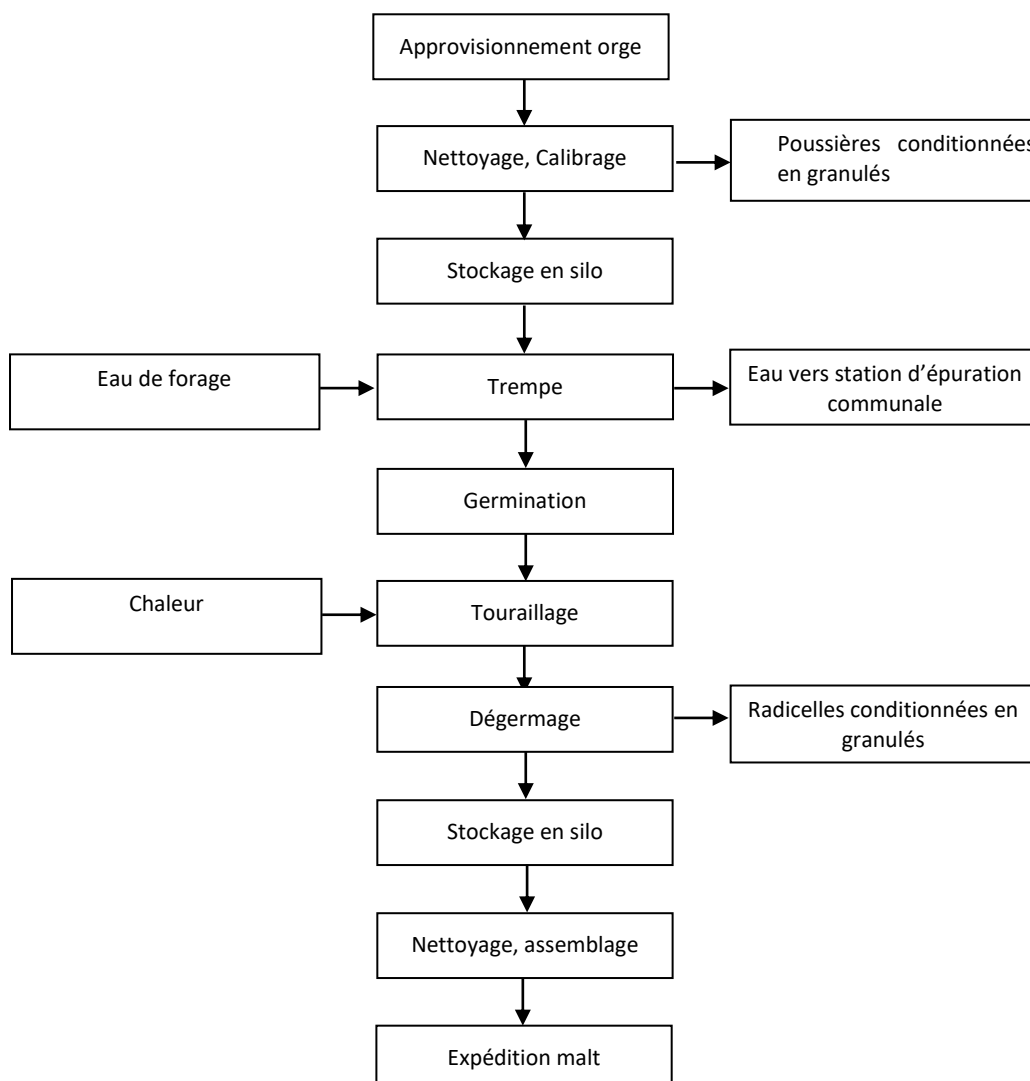 Approvisionnement orge
Nettoyage, Calibrage
Poussières conditionnées
en granulés
Stockage en silo
Eau de forage
Trempe
Eau vers station d’épuration
communale
Germination
Chaleur
Touraillage
Dégermage
Radicelles conditionnées en
granulés
Stockage en silo
Nettoyage, assemblage
Expédition malt